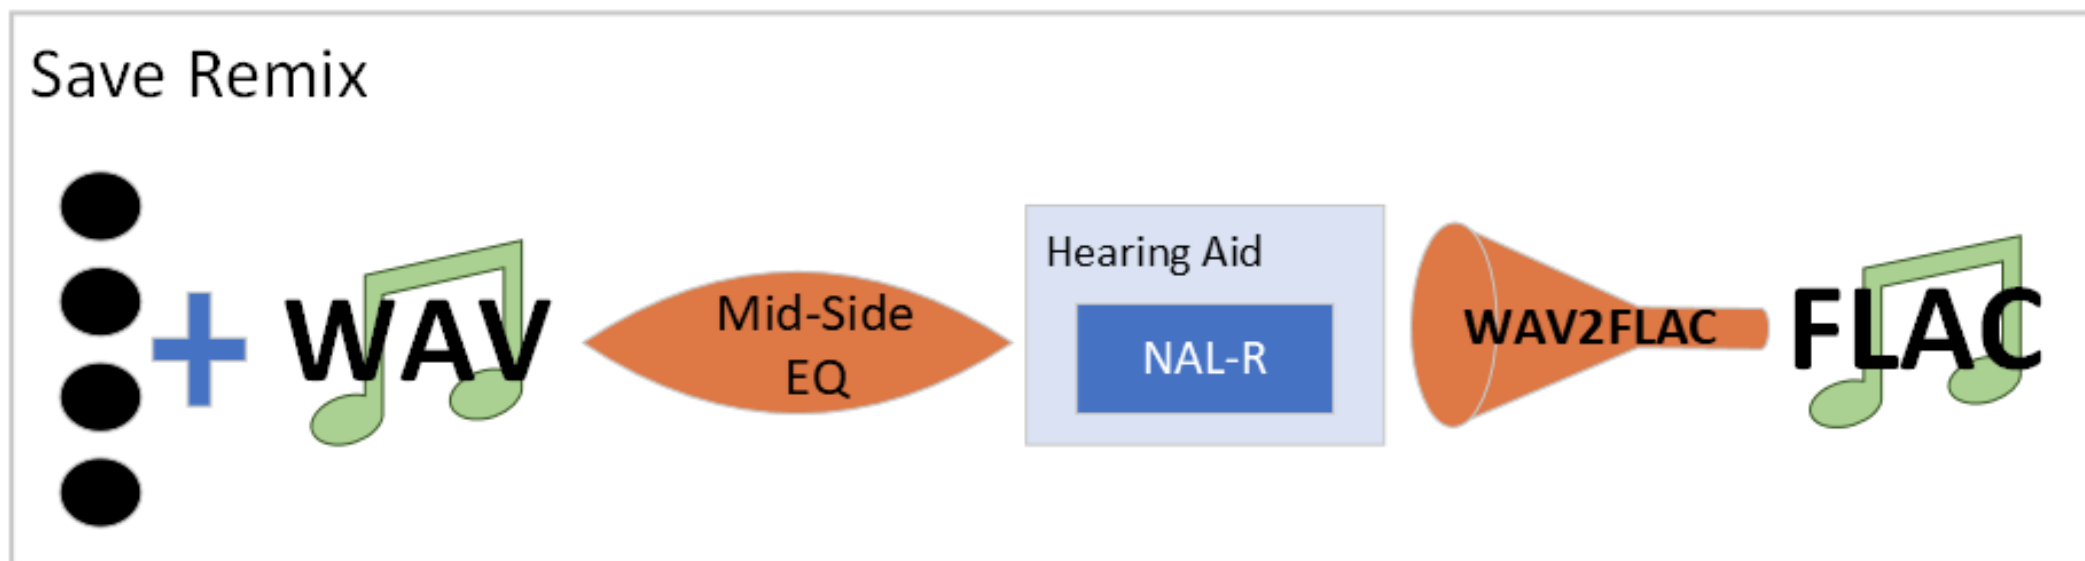 Save Remix
WAV
Mid-Side
EQ
Hearing Aid
NAL-R
WAV2FLAC
FLAC